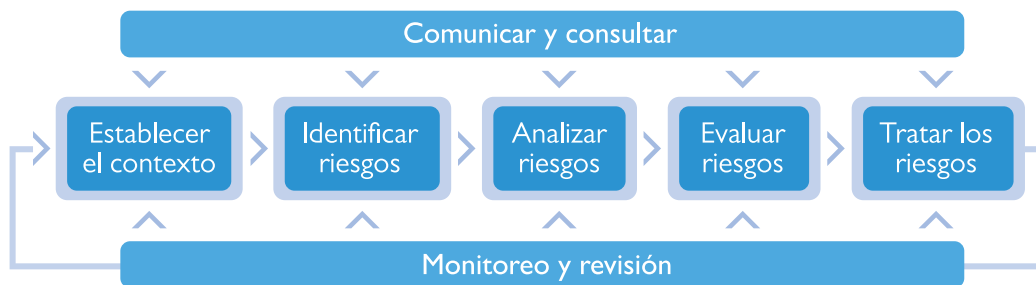 Comunicar y consultar
Establecer
el contexto
Identificar
riesgos
Analizar
riesgos
Evaluar
riesgos
Tratar los
riesgos
Monitoreo y revisión